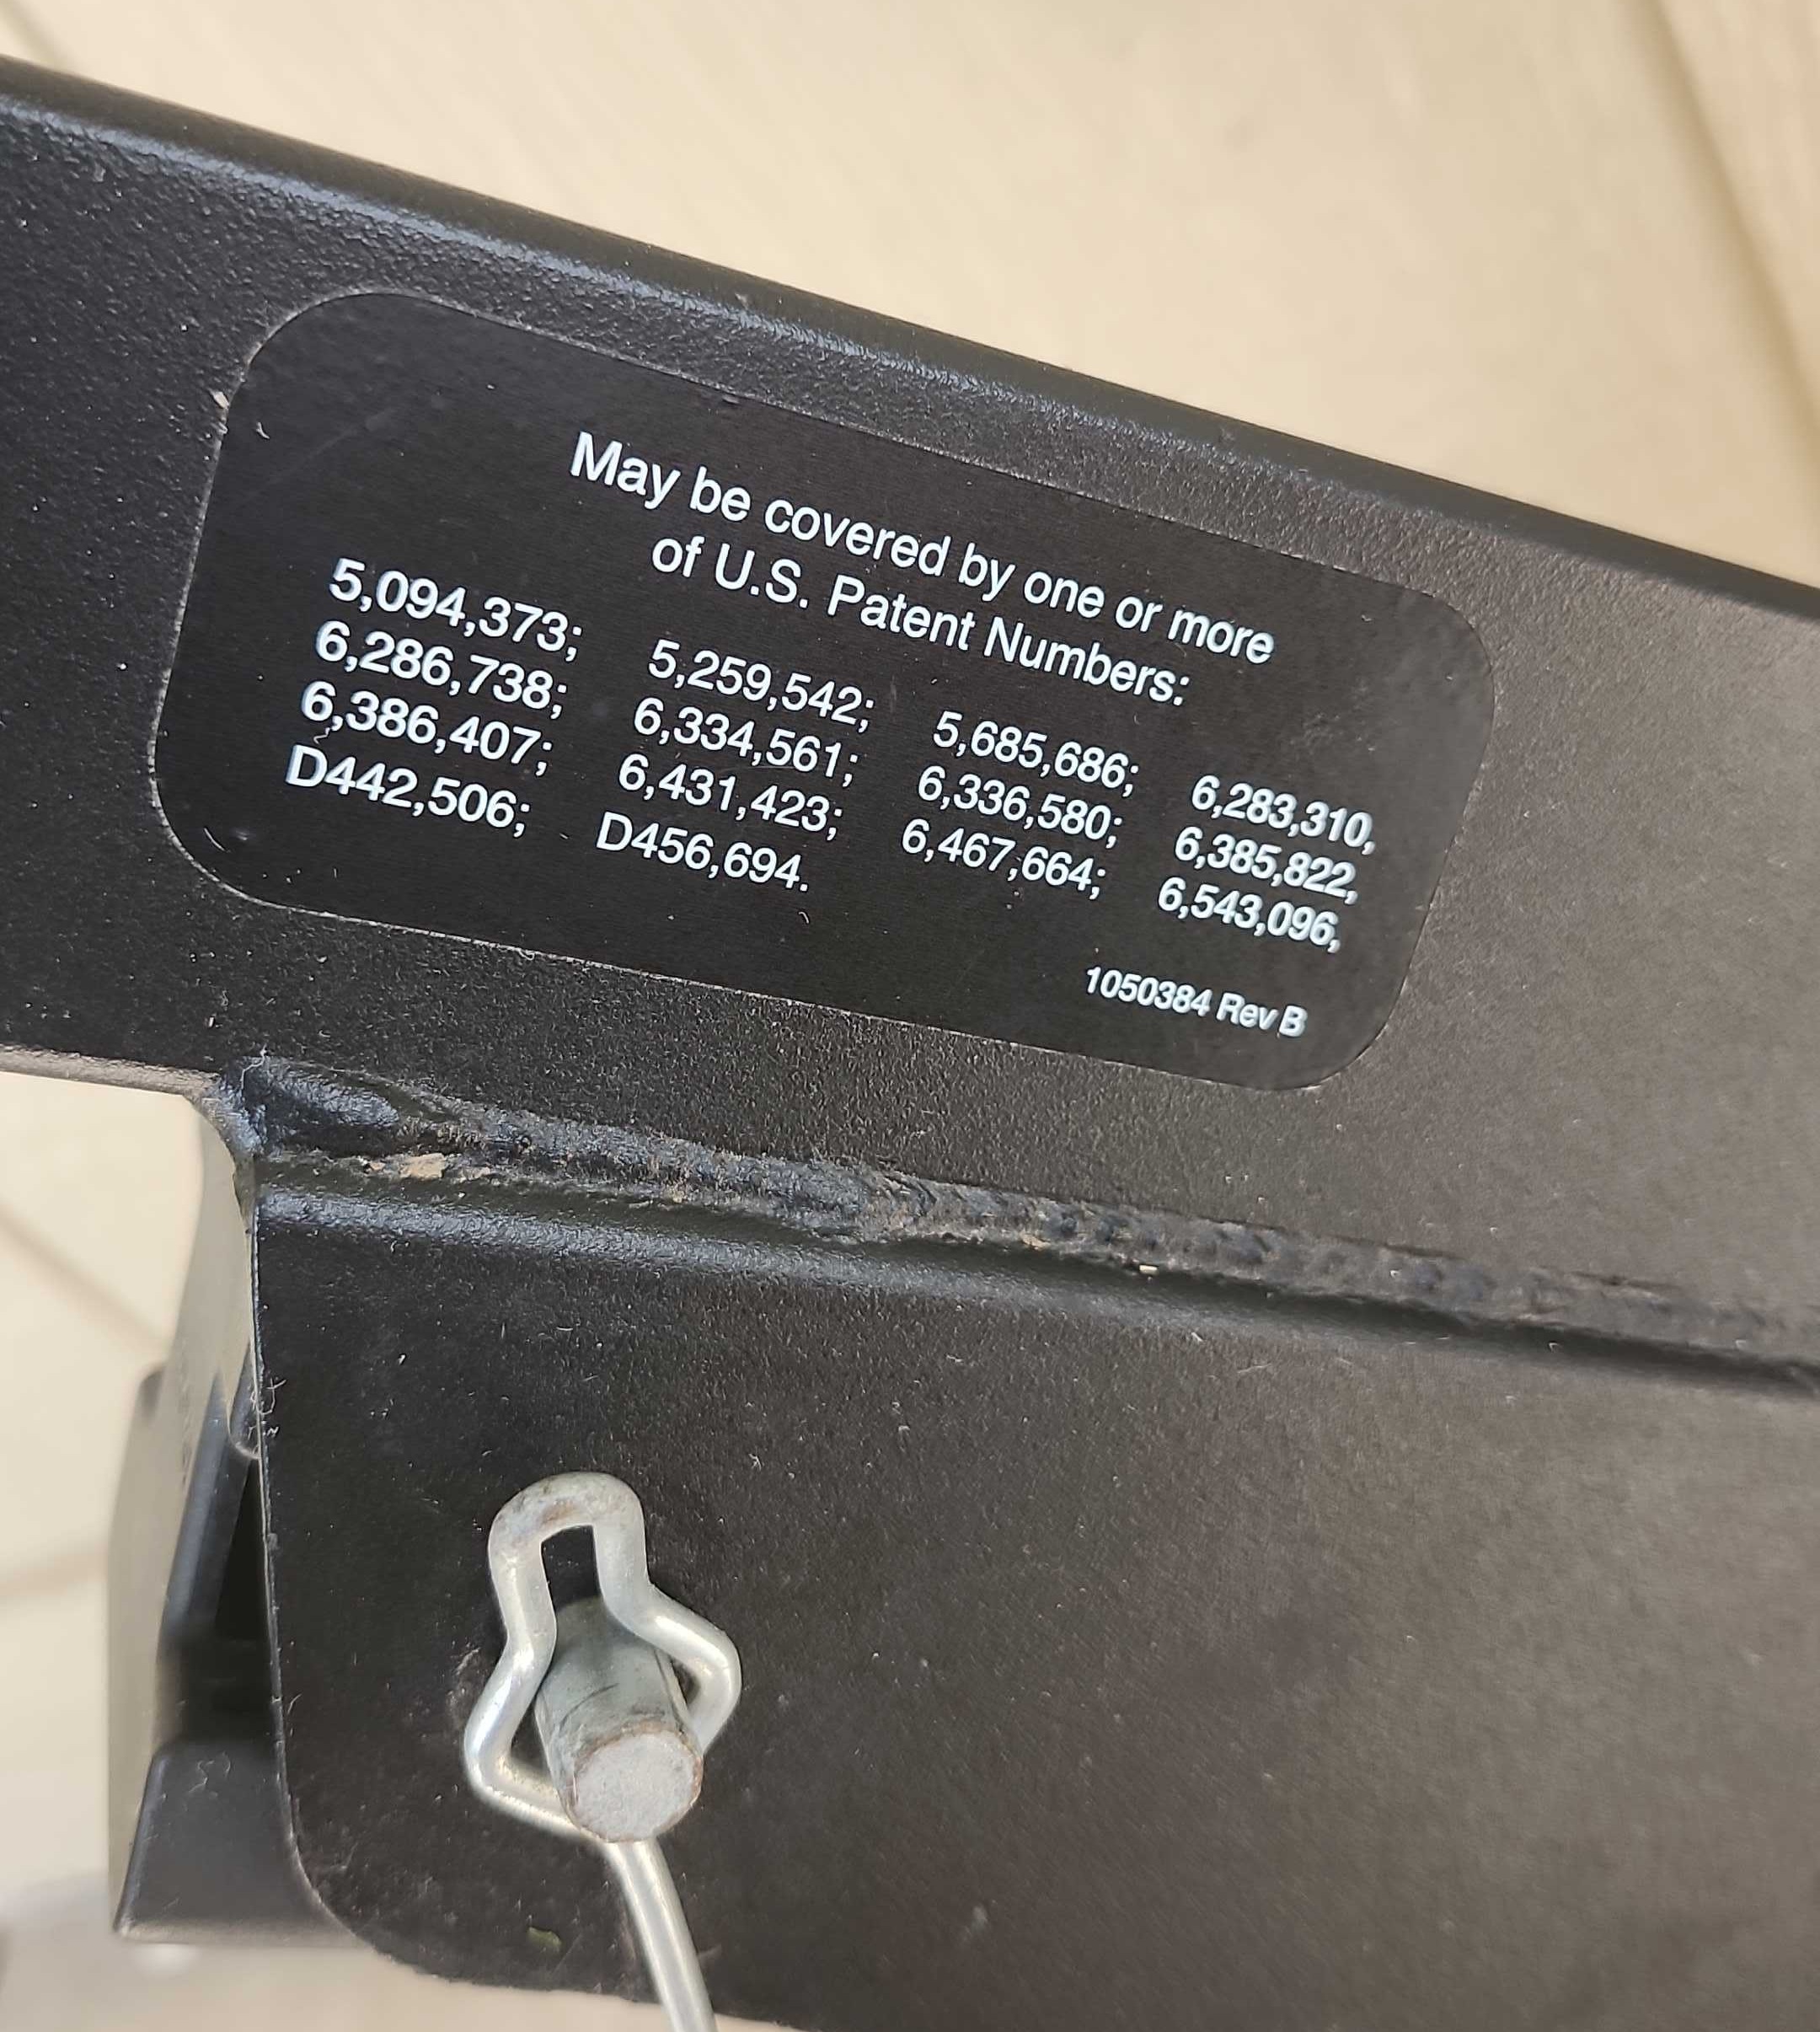 May be covered by one or more
of U.S. Patent Numbers:
5,094,373; 5,259,542; 5,685,686; 6,283,310,
6,286,738; 6,334,561; 6,336,580; 6,385,822,
6,386,407; 6,431,423; 6,467,664; 6,543,096,
D442,506; D456,694.
1050384 Rev B